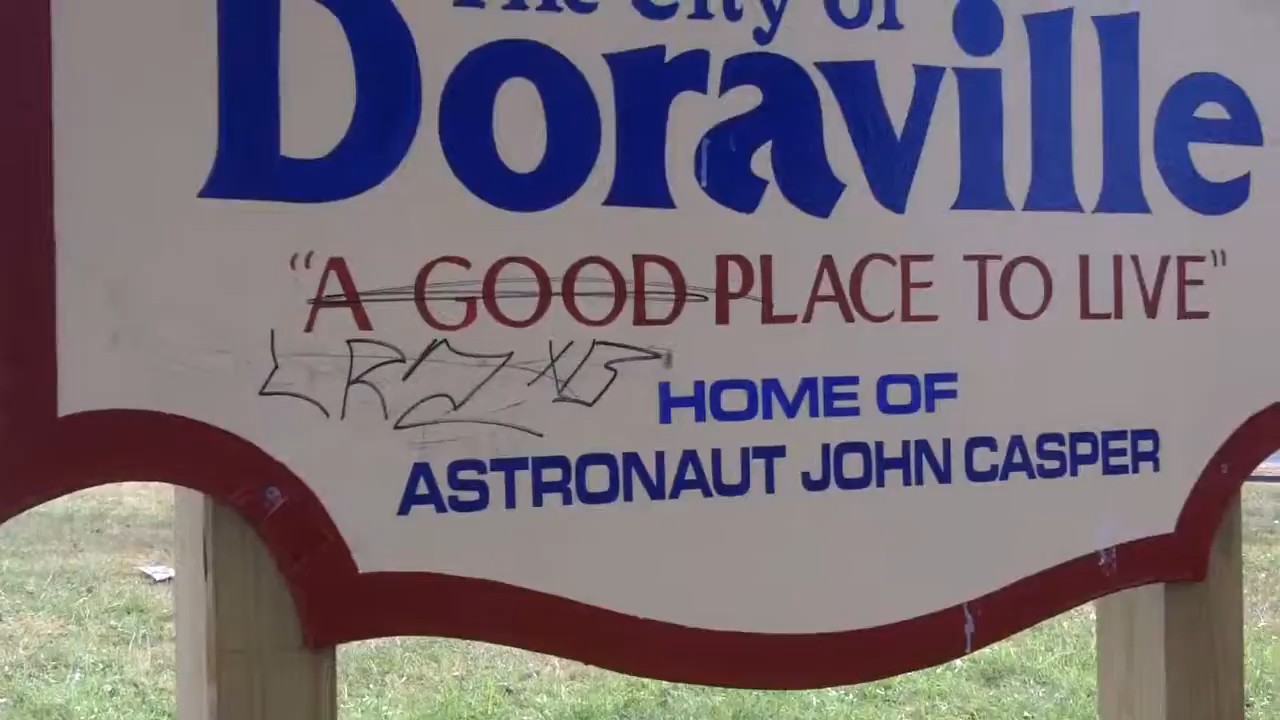 The City of
Doraville
"A GOOD PLACE TO LIVE"
HOME OF
ASTRONAUT JOHN CASPER